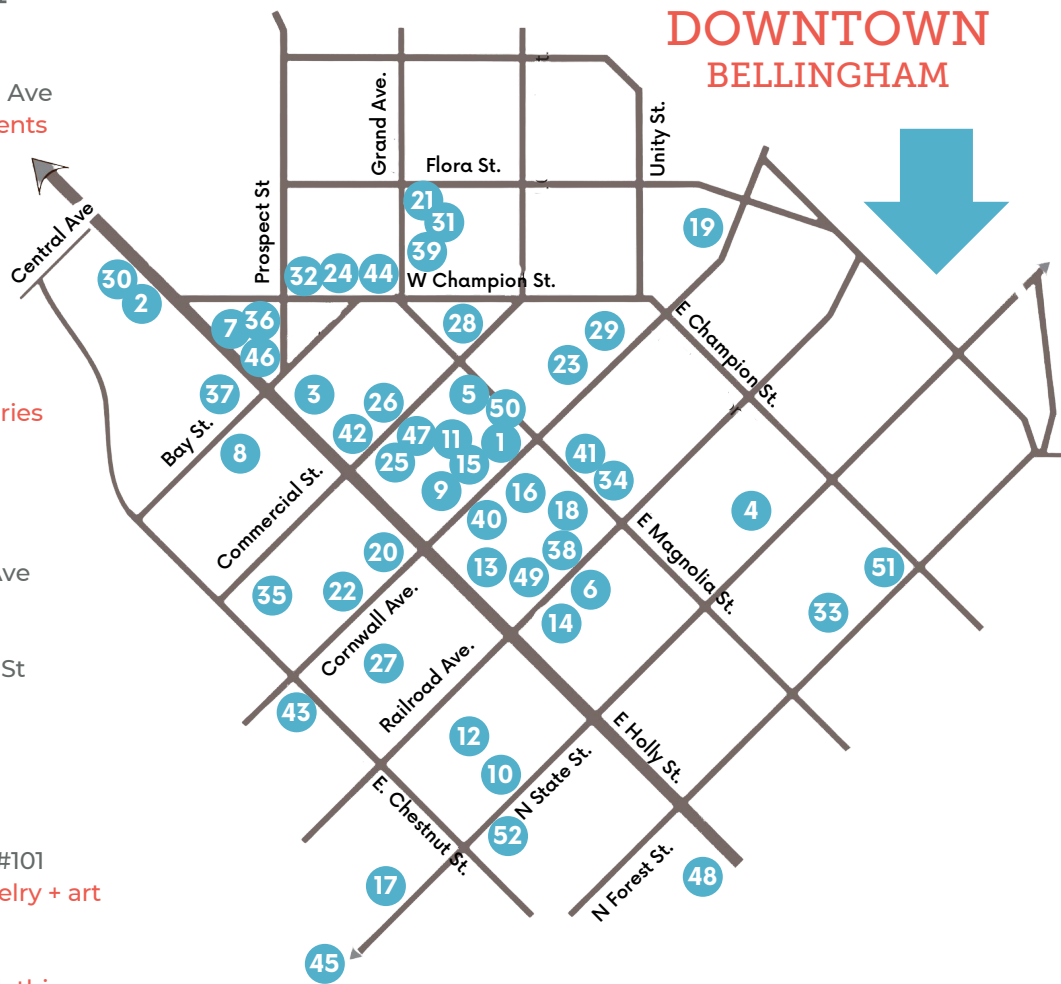 DOWNTOWN
BELLINGHAM
Ave
ents
ries
Ave
St
#101
elry + art
Grand Ave.
Unity St.
Flora St.
Prospect St
Central Ave
W Champion St.
E Champion St.
Bay St.
Commercial St.
E Magnolia St.
Cornwall Ave.
Railroad Ave.
E Holly St.
N State St.
E. Chestnut St.
N Forest St.
21
31
19
39
32
24
44
30
2
36
7
28
29
46
23
37
3
5
26
50
42
47
11
1
8
41
25
15
34
9
16
18
4
40
20
38
13
49
51
22
6
35
33
14
27
43
12
10
52
48
17
45